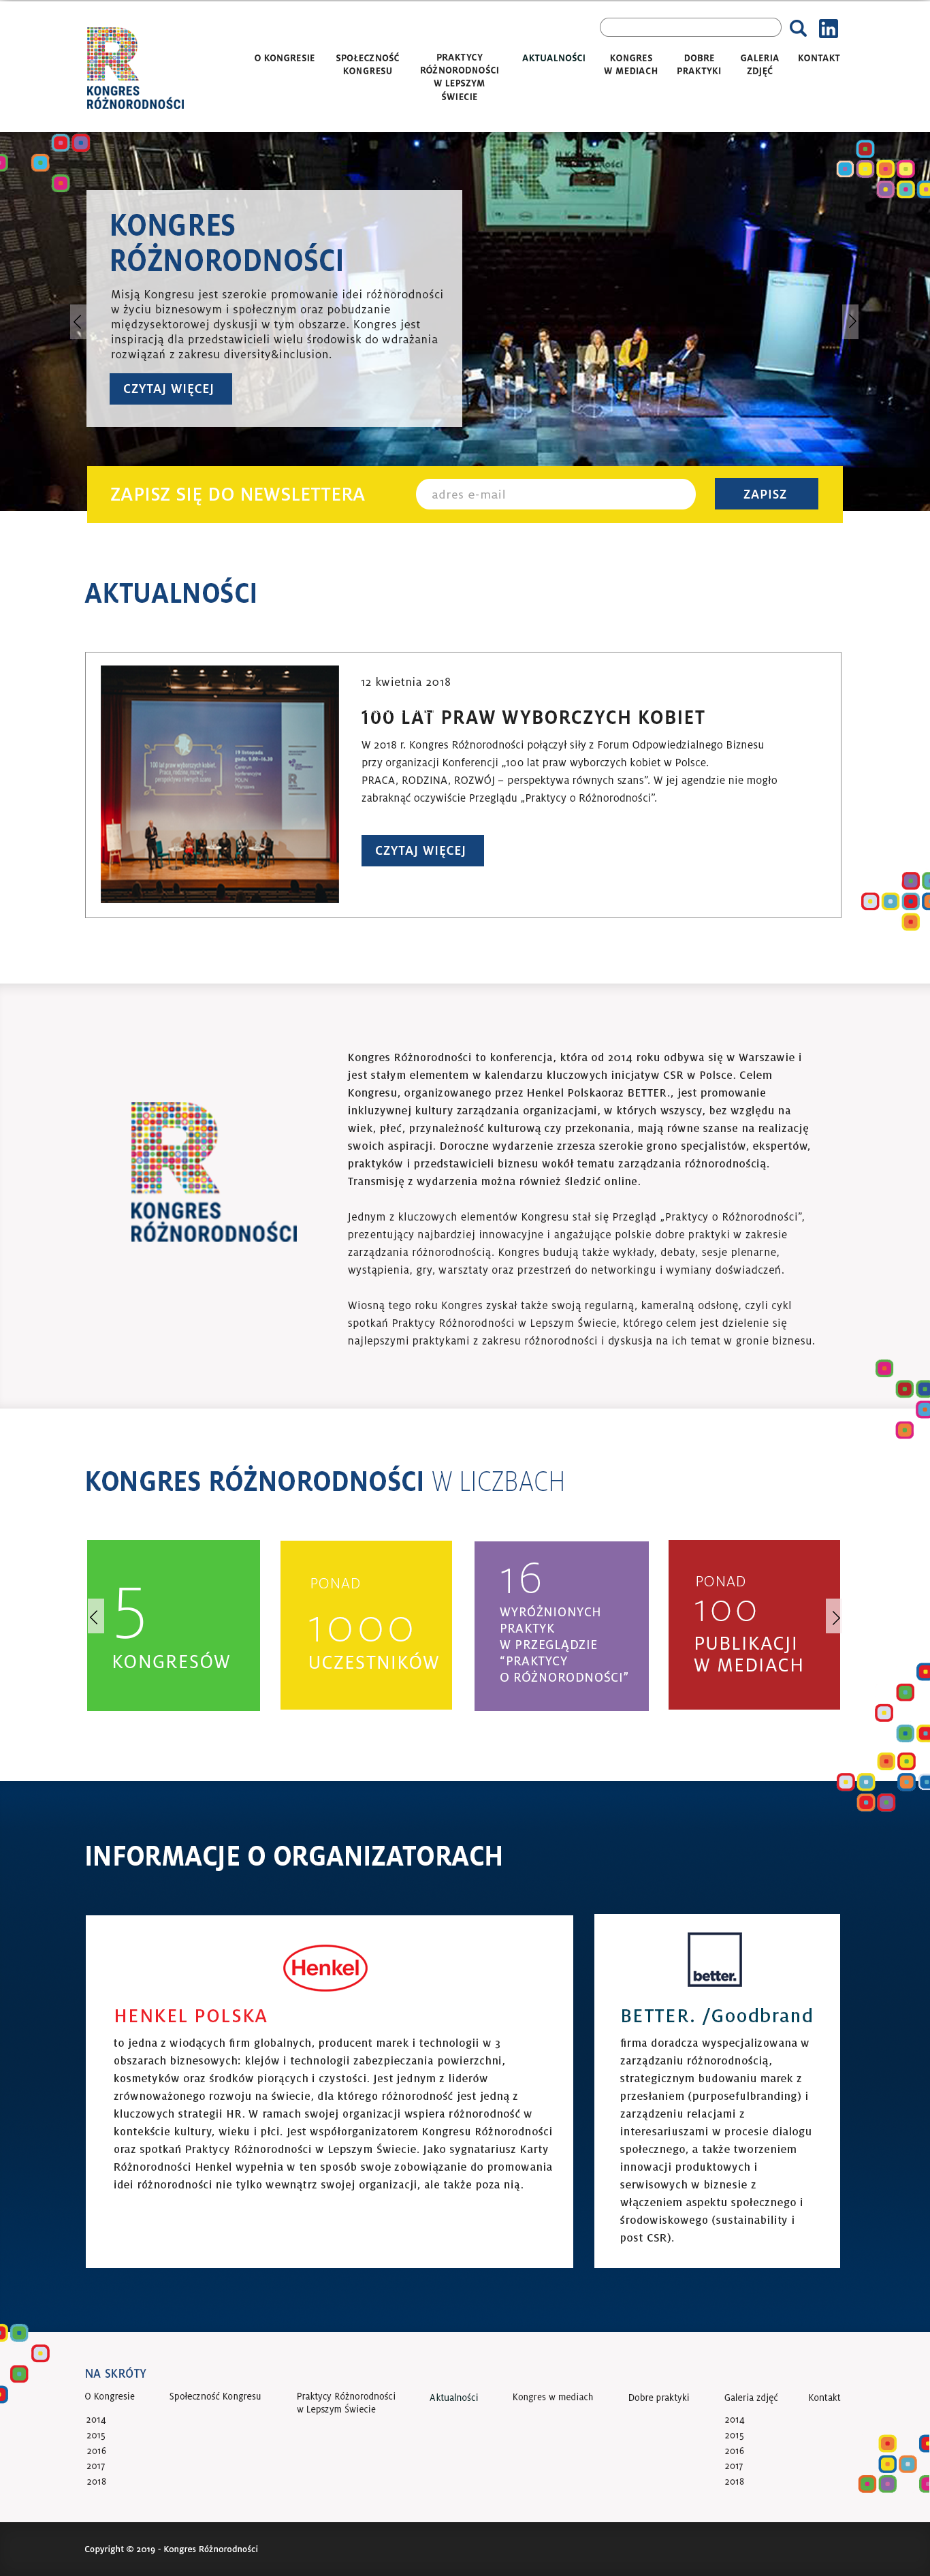 KONGRES
RÓŻNORODNOŚCI
O KONGRESIE
SPOŁECZNOŚĆ
KONGRESU
PRAKTYCY
RÓŻNORODNOŚCI
W LEPSZYM
ŚWIECIE
AKTUALNOŚCI
KONGRES
W MEDIACH
DOBRE
PRAKTYKI
GALERIA
ZDJĘĆ
KONTAKT
KONGRES
RÓŻNORODNOŚCI
Misją Kongresu jest szerokie promowanie idei różnorodności
w życiu biznesowym i społecznym oraz pobudzanie
międzysektorowej dyskusji w tym obszarze. Kongres jest
inspiracją dla przedstawicieli wielu środowisk do wdrażania
rozwiązań z zakresu diversity&inclusion.
CZYTAJ WIĘCEJ
ZAPISZ SIĘ DO NEWSLETTERA
adres e-mail
ZAPISZ
AKTUALNOŚCI
12 kwietnia 2018
100 LAT PRAW WYBORCZYCH KOBIET
W 2018 r. Kongres Różnorodności połączył siły z Forum Odpowiedzialnego Biznesu
przy organizacji Konferencji „100 lat praw wyborczych kobiet w Polsce.
PRACA, RODZINA, ROZWÓJ – perspektywa równych szans”. W jej agendzie nie mogło
zabraknąć oczywiście Przeglądu „Praktycy o Różnorodności”.
CZYTAJ WIĘCEJ
KONGRES
RÓŻNORODNOŚCI
Kongres Różnorodności to konferencja, która od 2014 roku odbywa się w Warszawie i
jest stałym elementem w kalendarzu kluczowych inicjatyw CSR w Polsce. Celem
Kongresu, organizowanego przez Henkel Polskaoraz BETTER., jest promowanie
inkluzywnej kultury zarządzania organizacjami, w których wszyscy, bez względu na
wiek, płeć, przynależność kulturową czy przekonania, mają równe szanse na realizację
swoich aspiracji. Doroczne wydarzenie zrzesza szerokie grono specjalistów, ekspertów,
praktyków i przedstawicieli biznesu wokół tematu zarządzania różnorodnością.
Transmisję z wydarzenia można również śledzić online.
Jednym z kluczowych elementów Kongresu stał się Przegląd „Praktycy o Różnorodności”,
prezentujący najbardziej innowacyjne i angażujące polskie dobre praktyki w zakresie
zarządzania różnorodnością. Kongres budują także wykłady, debaty, sesje plenarne,
wystąpienia, gry, warsztaty oraz przestrzeń do networkingu i wymiany doświadczeń.
Wiosną tego roku Kongres zyskał także swoją regularną, kameralną odsłonę, czyli cykl
spotkań Praktycy Różnorodności w Lepszym Świecie, którego celem jest dzielenie się
najlepszymi praktykami z zakresu różnorodności i dyskusja na ich temat w gronie biznesu.
KONGRES RÓŻNORODNOŚCI W LICZBACH
5
KONGRESÓW
PONAD
1000
UCZESTNIKÓW
16
WYRÓŻNIONYCH
PRAKTYK
W PRZEGLĄDZIE
“PRAKTYCY
O RÓŻNORODNOŚCI”
PONAD
100
PUBLIKACJI
W MEDIACH
INFORMACJE O ORGANIZATORACH
Henkel
HENKEL POLSKA
to jedna z wiodących firm globalnych, producent marek i technologii w 3
obszarach biznesowych: klejów i technologii zabezpieczania powierzchni,
kosmetyków oraz środków piorących i czystości. Jest jednym z liderów
zrównoważonego rozwoju na świecie, dla którego różnorodność jest jedną z
kluczowych strategii HR. W ramach swojej organizacji wspiera różnorodność w
kontekście kultury, wieku i płci. Jest współorganizatorem Kongresu Różnorodności
oraz spotkań Praktycy Różnorodności w Lepszym Świecie. Jako sygnatariusz Karty
Różnorodności Henkel wypełnia w ten sposób swoje zobowiązanie do promowania
idei różnorodności nie tylko wewnątrz swojej organizacji, ale także poza nią.
better.
BETTER. /Goodbrand
firma doradcza wyspecjalizowana w
zarządzaniu różnorodnością,
strategicznym budowaniu marek z
przesłaniem (purposefulbranding) i
zarządzeniu relacjami z
interesariuszami w procesie dialogu
społecznego, a także tworzeniem
innowacji produktowych i
serwisowych w biznesie z
włączeniem aspektu społecznego i
środowiskowego (sustainability i
post CSR).
NA SKRÓTY
O Kongresie
2014
2015
2016
2017
2018
Społeczność Kongresu
Praktycy Różnorodności
w Lepszym Świecie
Aktualności
Kongres w mediach
Dobre praktyki
Galeria zdjęć
2014
2015
2016
2017
2018
Kontakt
Copyright © 2019 - Kongres Różnorodności